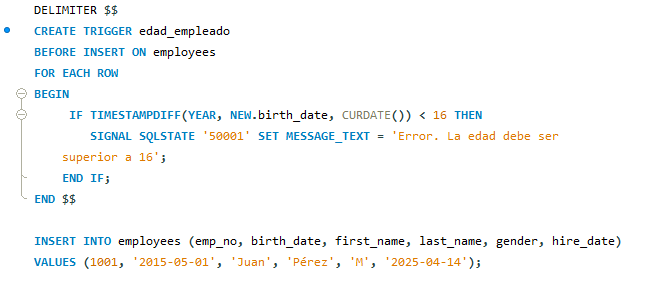 DELIMITER $$
CREATE TRIGGER edad_empleado
BEFORE INSERT ON employees
FOR EACH ROW
BEGIN
IF TIMESTAMPDIFF(YEAR, NEW.birth_date, CURDATE()) < 16 THEN
SIGNAL SQLSTATE '50001' SET MESSAGE_TEXT = 'Error. La edad debe ser
superior a 16';
END IF;
END $$
INSERT INTO employees (emp_no, birth_date, first_name, last_name, gender, hire_date)
VALUES (1001, '2015-05-01', 'Juan', 'Pérez', 'M', '2025-04-14');